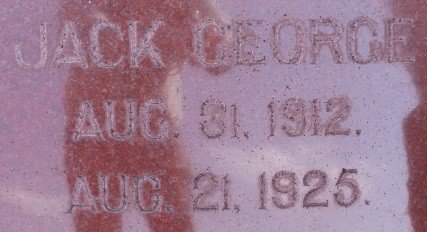 JACK GEORGE
AUG. 31, 1912.
AUG. 21, 1925.